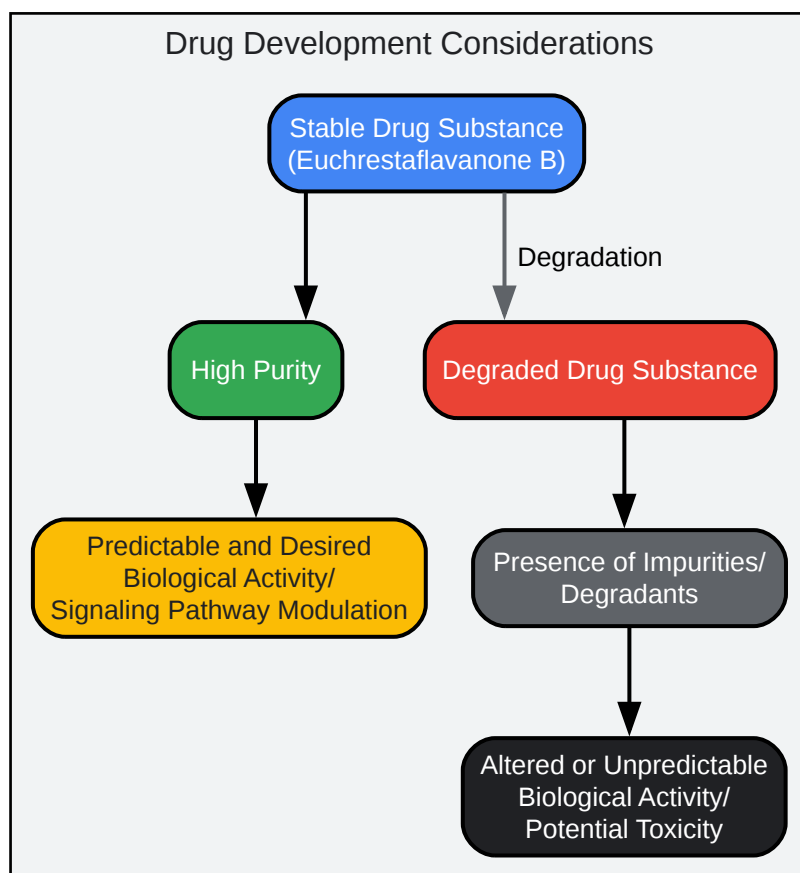 Drug Development Considerations
Stable Drug Substance
(Euchrestaflavanone B)
Degradation
High Purity
Degraded Drug Substance
Predictable and Desired
Biological Activity/
Signaling Pathway Modulation
Presence of Impurities/
Degradants
Altered or Unpredictable
Biological Activity/
Potential Toxicity